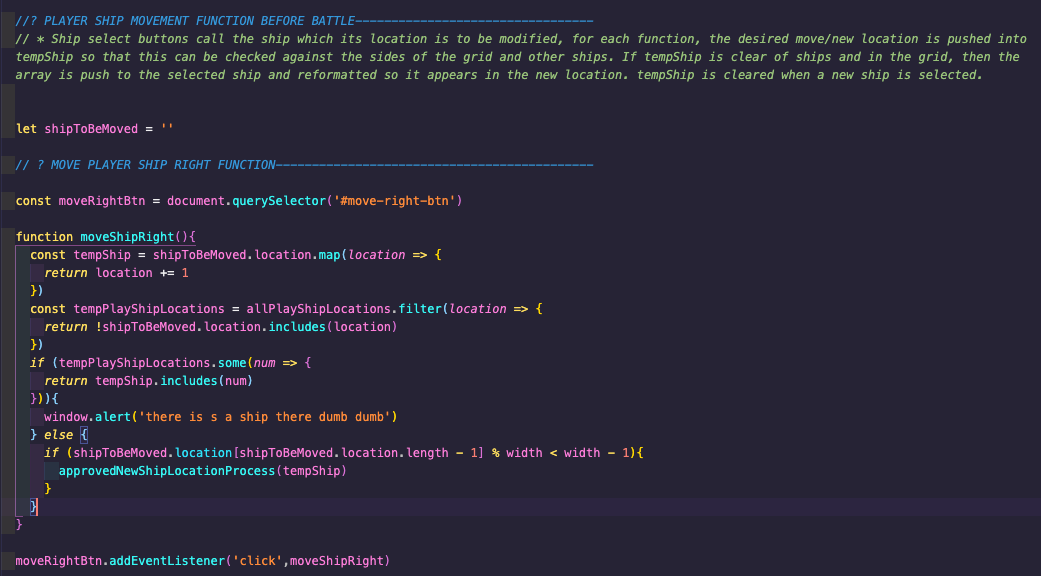 //? PLAYER SHIP MOVEMENT FUNCTION BEFORE BATTLE---------------------------------
// * Ship select buttons call the ship which its location is to be modified, for each function, the desired move/new location is pushed into
tempShip so that this can be checked against the sides of the grid and other ships. If tempShip is clear of ships and in the grid, then the
array is push to the selected ship and reformatted so it appears in the new location. tempShip is cleared when a new ship is selected.
let shipToBeMoved = ''
// ? MOVE PLAYER SHIP RIGHT FUNCTION--------------------------------------------
const moveRightBtn = document.querySelector('#move-right-btn')
function moveShipRight(){
  const tempShip = shipToBeMoved.location.map(location => {
    return location += 1
  })
  const tempPlayShipLocations = allPlayShipLocations.filter(location => {
    return !shipToBeMoved.location.includes(location)
  })
  if (tempPlayShipLocations.some(num => {
    return tempShip.includes(num)
  })){
    window.alert('there is s a ship there dumb dumb')
  } else {
    if (shipToBeMoved.location[shipToBeMoved.location.length - 1] % width < width - 1){
      approvedNewShipLocationProcess(tempShip)
    }
  }
}
moveRightBtn.addEventListener('click',moveShipRight)